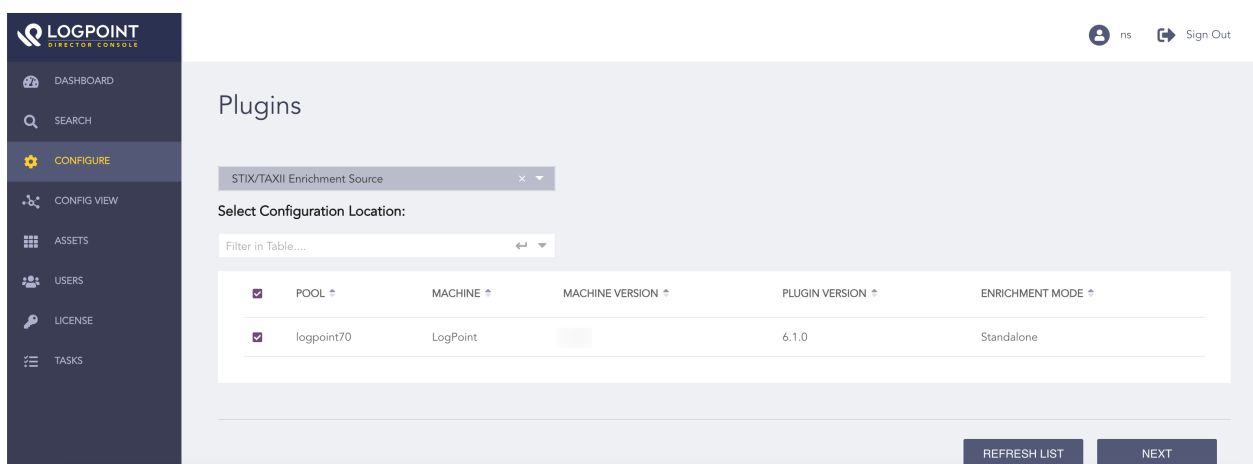 LOGPOINT
DIRECTOR CONSOLE
ns
Sign Out
DASHBOARD
SEARCH
CONFIGURE
CONFIG VIEW
ASSETS
USERS
LICENSE
TASKS
Plugins
STIX/TAXII Enrichment Source
Select Configuration Location:
Filter in Table....
POOL MACHINE MACHINE VERSION PLUGIN VERSION ENRICHMENT MODE
logpoint70 LogPoint 6.1.0 Standalone
REFRESH LIST NEXT